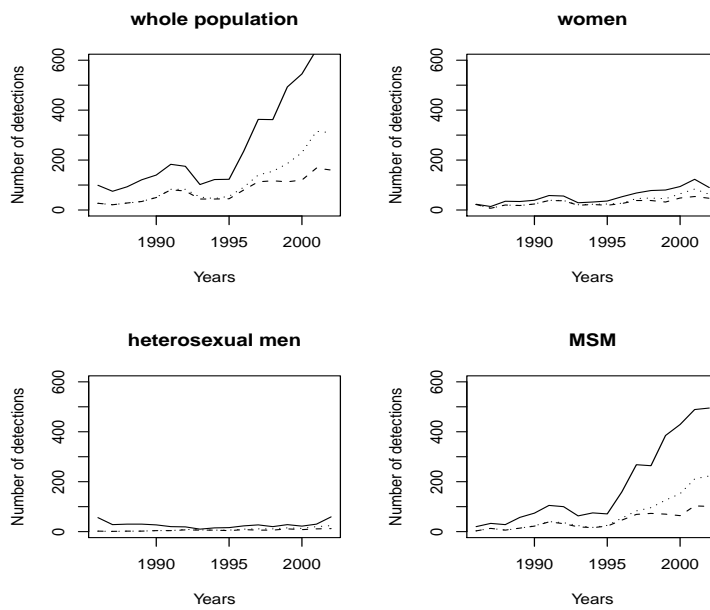 whole population
Number of detections
0
200
400
600
1990
1995
2000
Years
women
Number of detections
0
200
400
600
1990
1995
2000
Years
heterosexual men
Number of detections
0
200
400
600
1990
1995
2000
Years
MSM
Number of detections
0
200
400
600
1990
1995
2000
Years